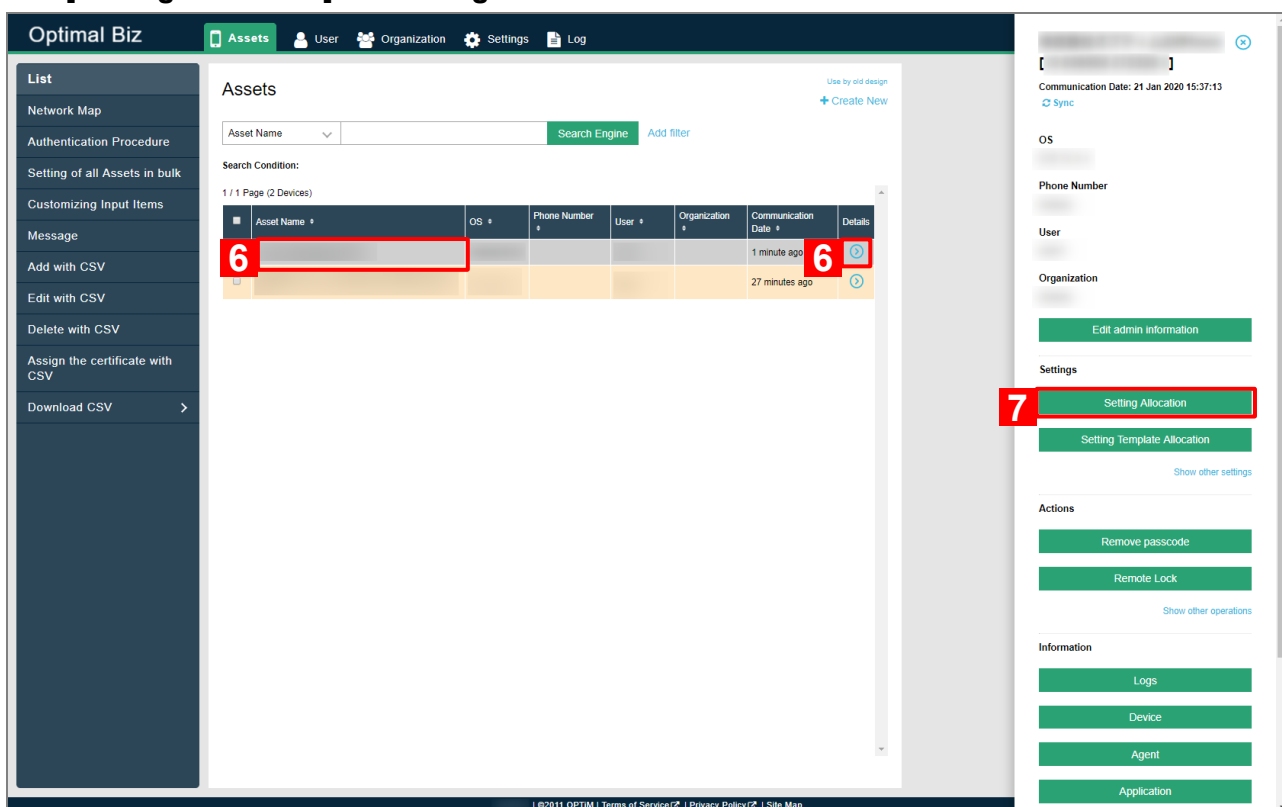 Optimal Biz
Assets User Organization Settings Log
List
Network Map
Authentication Procedure
Setting of all Assets in bulk
Customizing Input Items
Message
Add with CSV
Edit with CSV
Delete with CSV
Assign the certificate with
CSV
Download CSV
Assets
Use by old design
+ Create New
Asset Name
Search Engine
Add filter
Search Condition:
1 / 1 Page (2 Devices)
Asset Name OS Phone Number User Organization Communication Date Details
6 1 minute ago 6
27 minutes ago
[ ]
Communication Date: 21 Jan 2020 15:37:13
Sync
OS
Phone Number
User
Organization
Edit admin information
Settings
7 Setting Allocation
Setting Template Allocation
Show other settings
Actions
Remove passcode
Remote Lock
Show other operations
Information
Logs
Device
Agent
Application
| ©2011 OPTiM | Terms of Service | Privacy Policy | Site Map